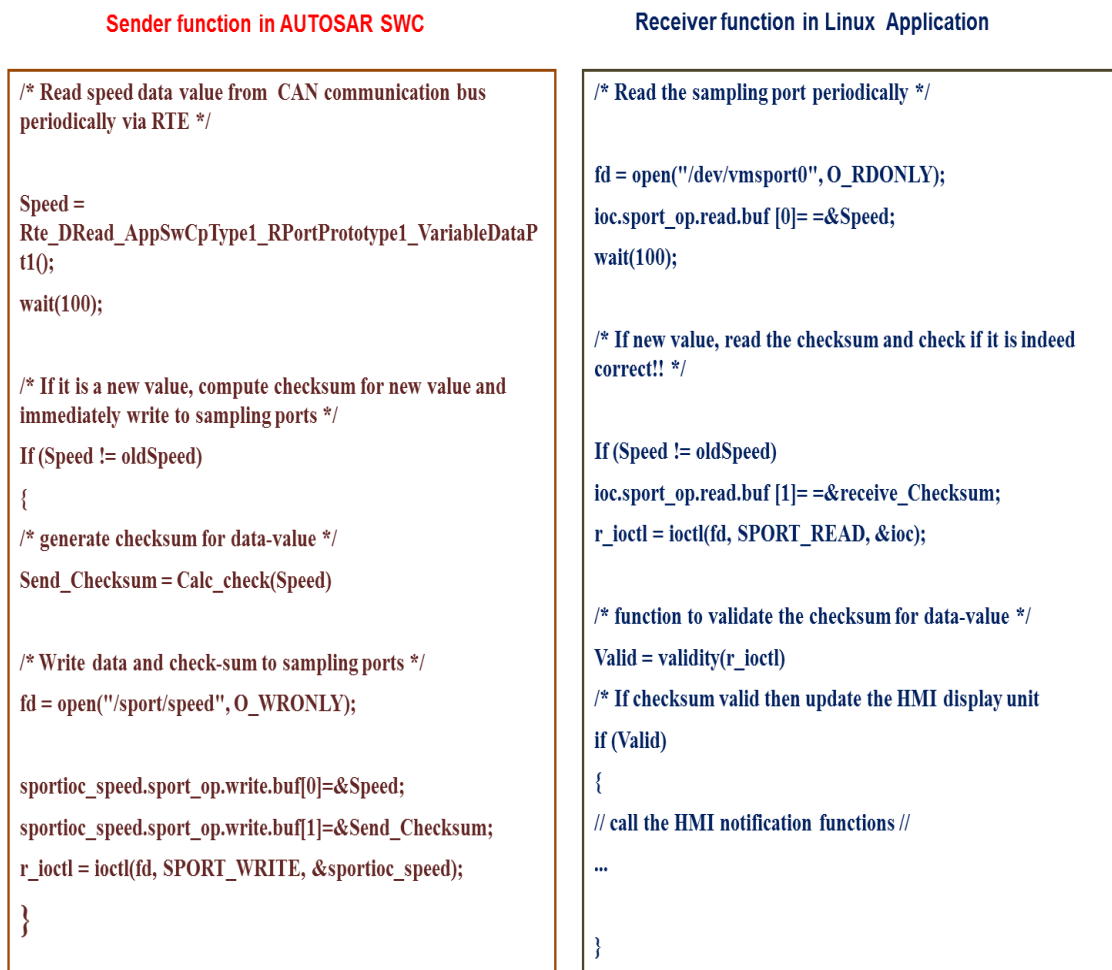 Sender function in AUTOSAR SWC
/* Read speed data value from CAN communication bus
periodically via RTE */
Speed =
Rte_DRead_AppSwCpType1_RPortPrototype1_VariableDataP
t1();
wait(100);
/* If it is a new value, compute checksum for new value and
immediately write to sampling ports */
If (Speed != oldSpeed)
{
/* generate checksum for data-value */
Send_Checksum = Calc_check(Speed)
/* Write data and check-sum to sampling ports */
fd = open("/sport/speed", O_WRONLY);
sportioc_speed.sport_op.write.buf[0]=&Speed;
sportioc_speed.sport_op.write.buf[1]=&Send_Checksum;
r_ioctl = ioctl(fd, SPORT_WRITE, &sportioc_speed);
}
Receiver function in Linux Application
/* Read the sampling port periodically */
fd = open("/dev/vmsport0", O_RDONLY);
ioc.sport_op.read.buf [0]= =&Speed;
wait(100);
/* If new value, read the checksum and check if it is indeed
correct!! */
If (Speed != oldSpeed)
ioc.sport_op.read.buf [1]= =&receive_Checksum;
r_ioctl = ioctl(fd, SPORT_READ, &ioc);
/* function to validate the checksum for data-value */
Valid = validity(r_ioctl)
/* If checksum valid then update the HMI display unit
if (Valid)
{
// call the HMI notification functions //
...
}